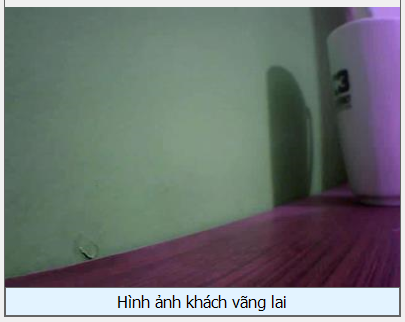 Hình ảnh khách vãng lai